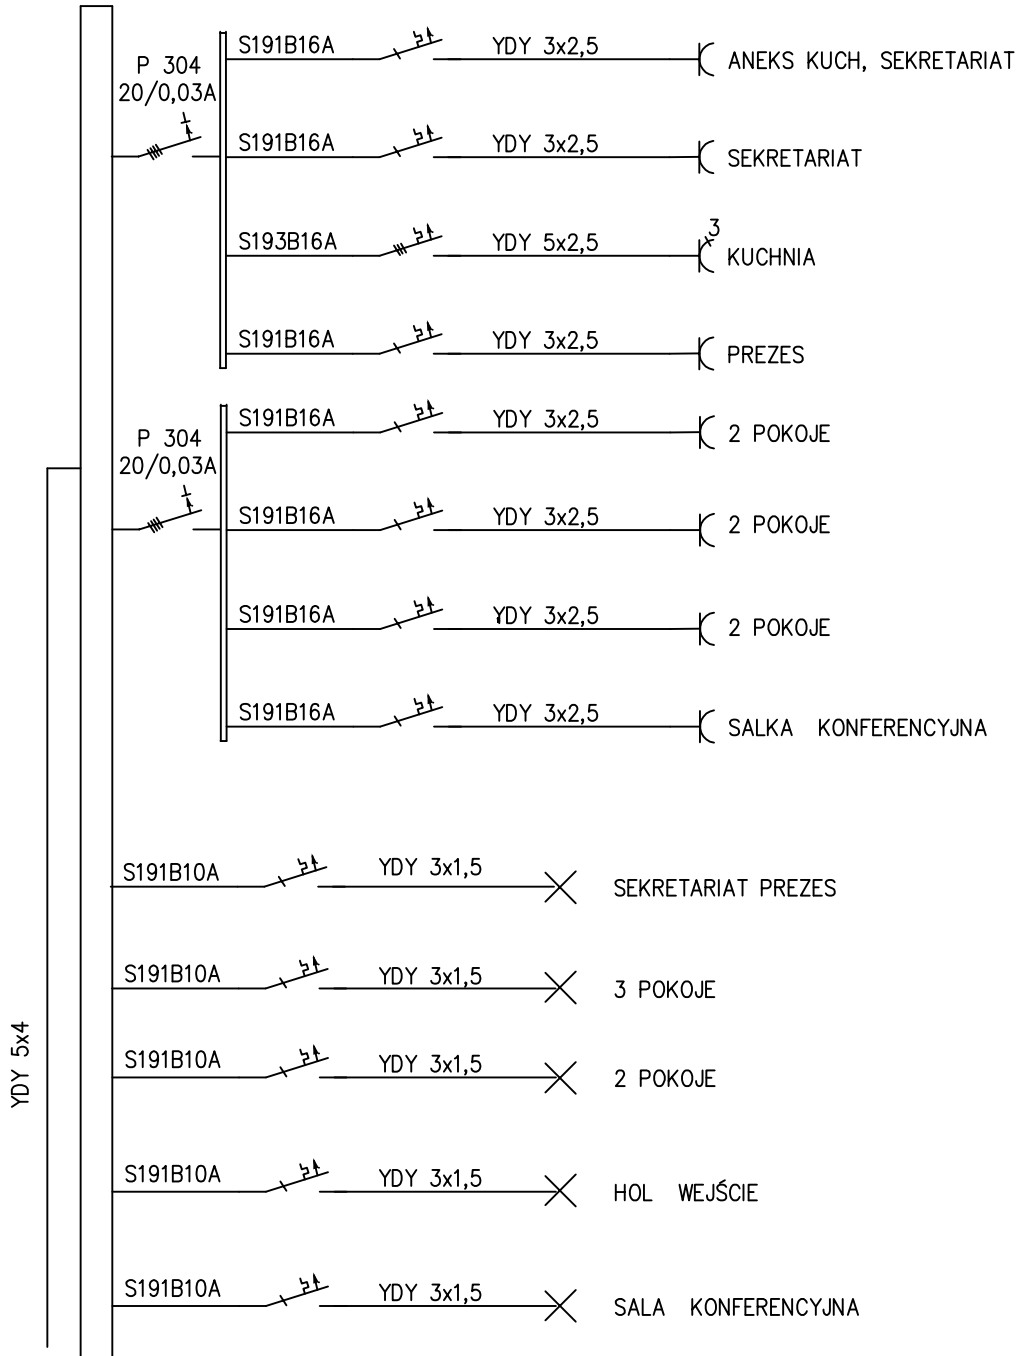 S191B16A YDY 3x2,5 ANEKS KUCH, SEKRETARIAT
P 304
20/0,03A
S191B16A YDY 3x2,5 SEKRETARIAT
3
S193B16A YDY 5x2,5 KUCHNIA
S191B16A YDY 3x2,5 PREZES
S191B16A YDY 3x2,5 2 POKOJE
P 304
20/0,03A
S191B16A YDY 3x2,5 2 POKOJE
S191B16A YDY 3x2,5 2 POKOJE
S191B16A YDY 3x2,5 SALKA KONFERENCYJNA
S191B10A YDY 3x1,5 SEKRETARIAT PREZES
S191B10A YDY 3x1,5 3 POKOJE
YDY 5x4
S191B10A YDY 3x1,5 2 POKOJE
S191B10A YDY 3x1,5 HOL WEJŚCIE
S191B10A YDY 3x1,5 SALA KONFERENCYJNA